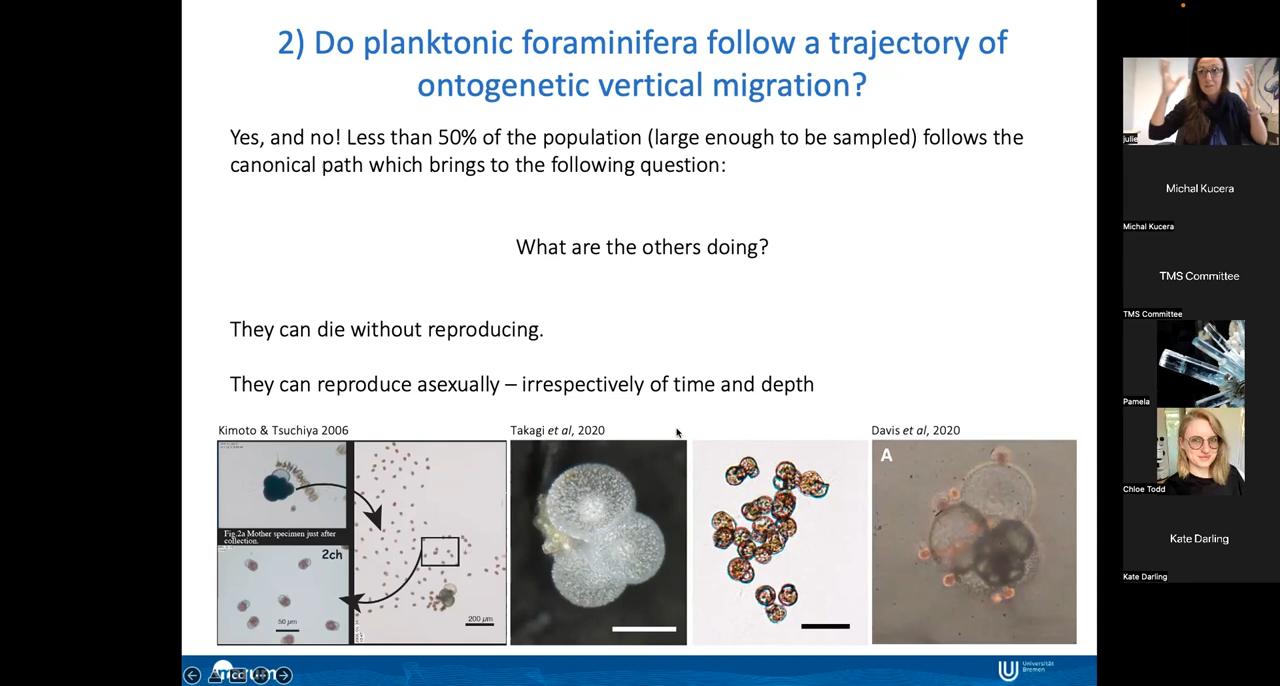 2) Do planktonic foraminifera follow a trajectory of
ontogenetic vertical migration?
Yes, and no! Less than 50% of the population (large enough to be sampled) follows the
canonical path which brings to the following question:
What are the others doing?
They can die without reproducing.
They can reproduce asexually – irrespectively of time and depth
Kimoto & Tsuchiya 2006
Takagi et al, 2020
Davis et al, 2020
Fig.2a Mother specimen just after
collection.
2ch
50 µm
200 µm
A
Universität
Bremen
julie
Michal Kucera
Michal Kucera
TMS Committee
TMS Committee
Pamela
Chloe Todd
Kate Darling
Kate Darling